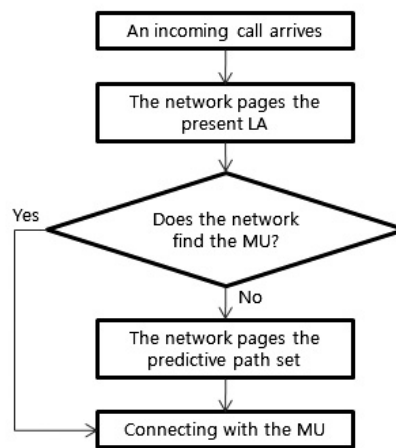 An incoming call arrives
The network pages the
present LA
Yes
Does the network
find the MU?
No
The network pages the
predictive path set
Connecting with the MU